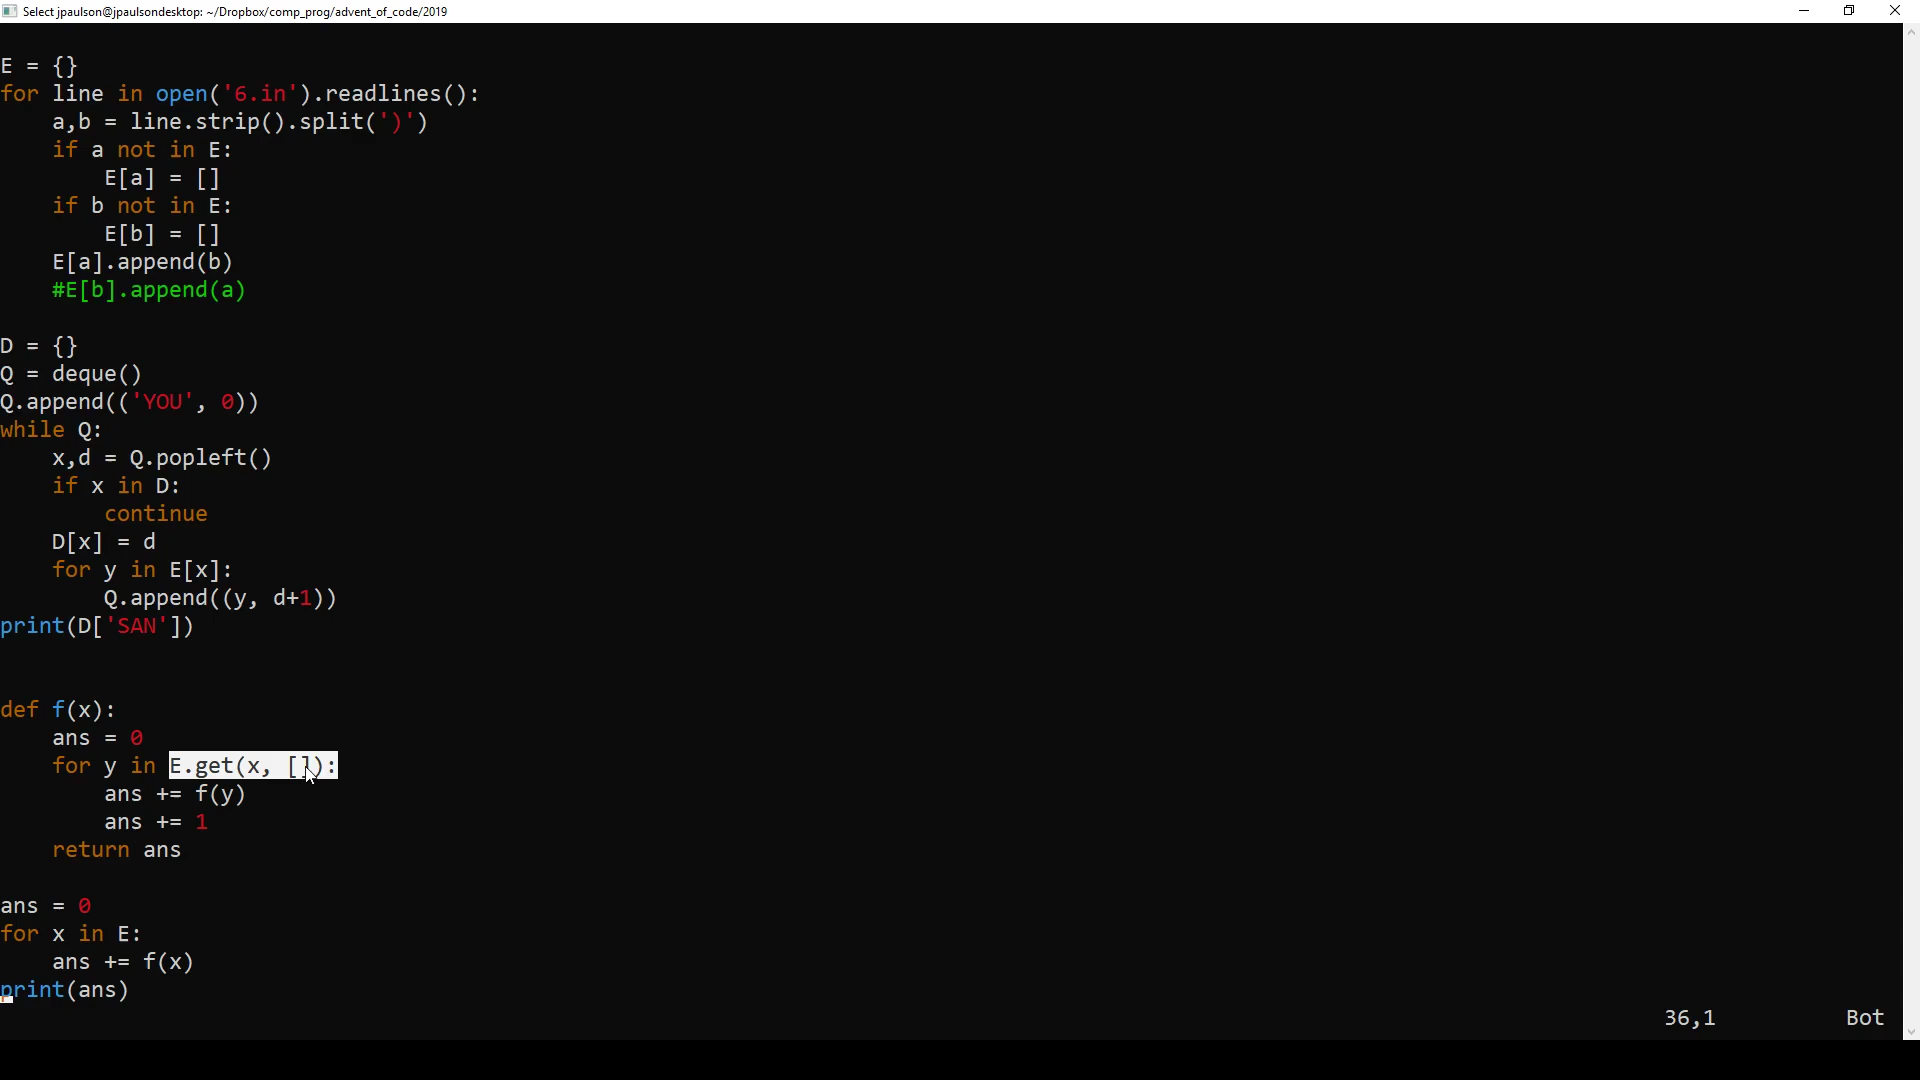 Select jpaulson@jpaulsondesktop: ~/Dropbox/comp_prog/advent_of_code/2019
E = {}
for line in open('6.in').readlines():
    a,b = line.strip().split(')')
    if a not in E:
        E[a] = []
    if b not in E:
        E[b] = []
    E[a].append(b)
    #E[b].append(a)

D = {}
Q = deque()
Q.append(('YOU', 0))
while Q:
    x,d = Q.popleft()
    if x in D:
        continue
    D[x] = d
    for y in E[x]:
        Q.append((y, d+1))
print(D['SAN'])


def f(x):
    ans = 0
    for y in E.get(x, []):
        ans += f(y)
        ans += 1
    return ans

ans = 0
for x in E:
    ans += f(x)
print(ans)
36,1 Bot